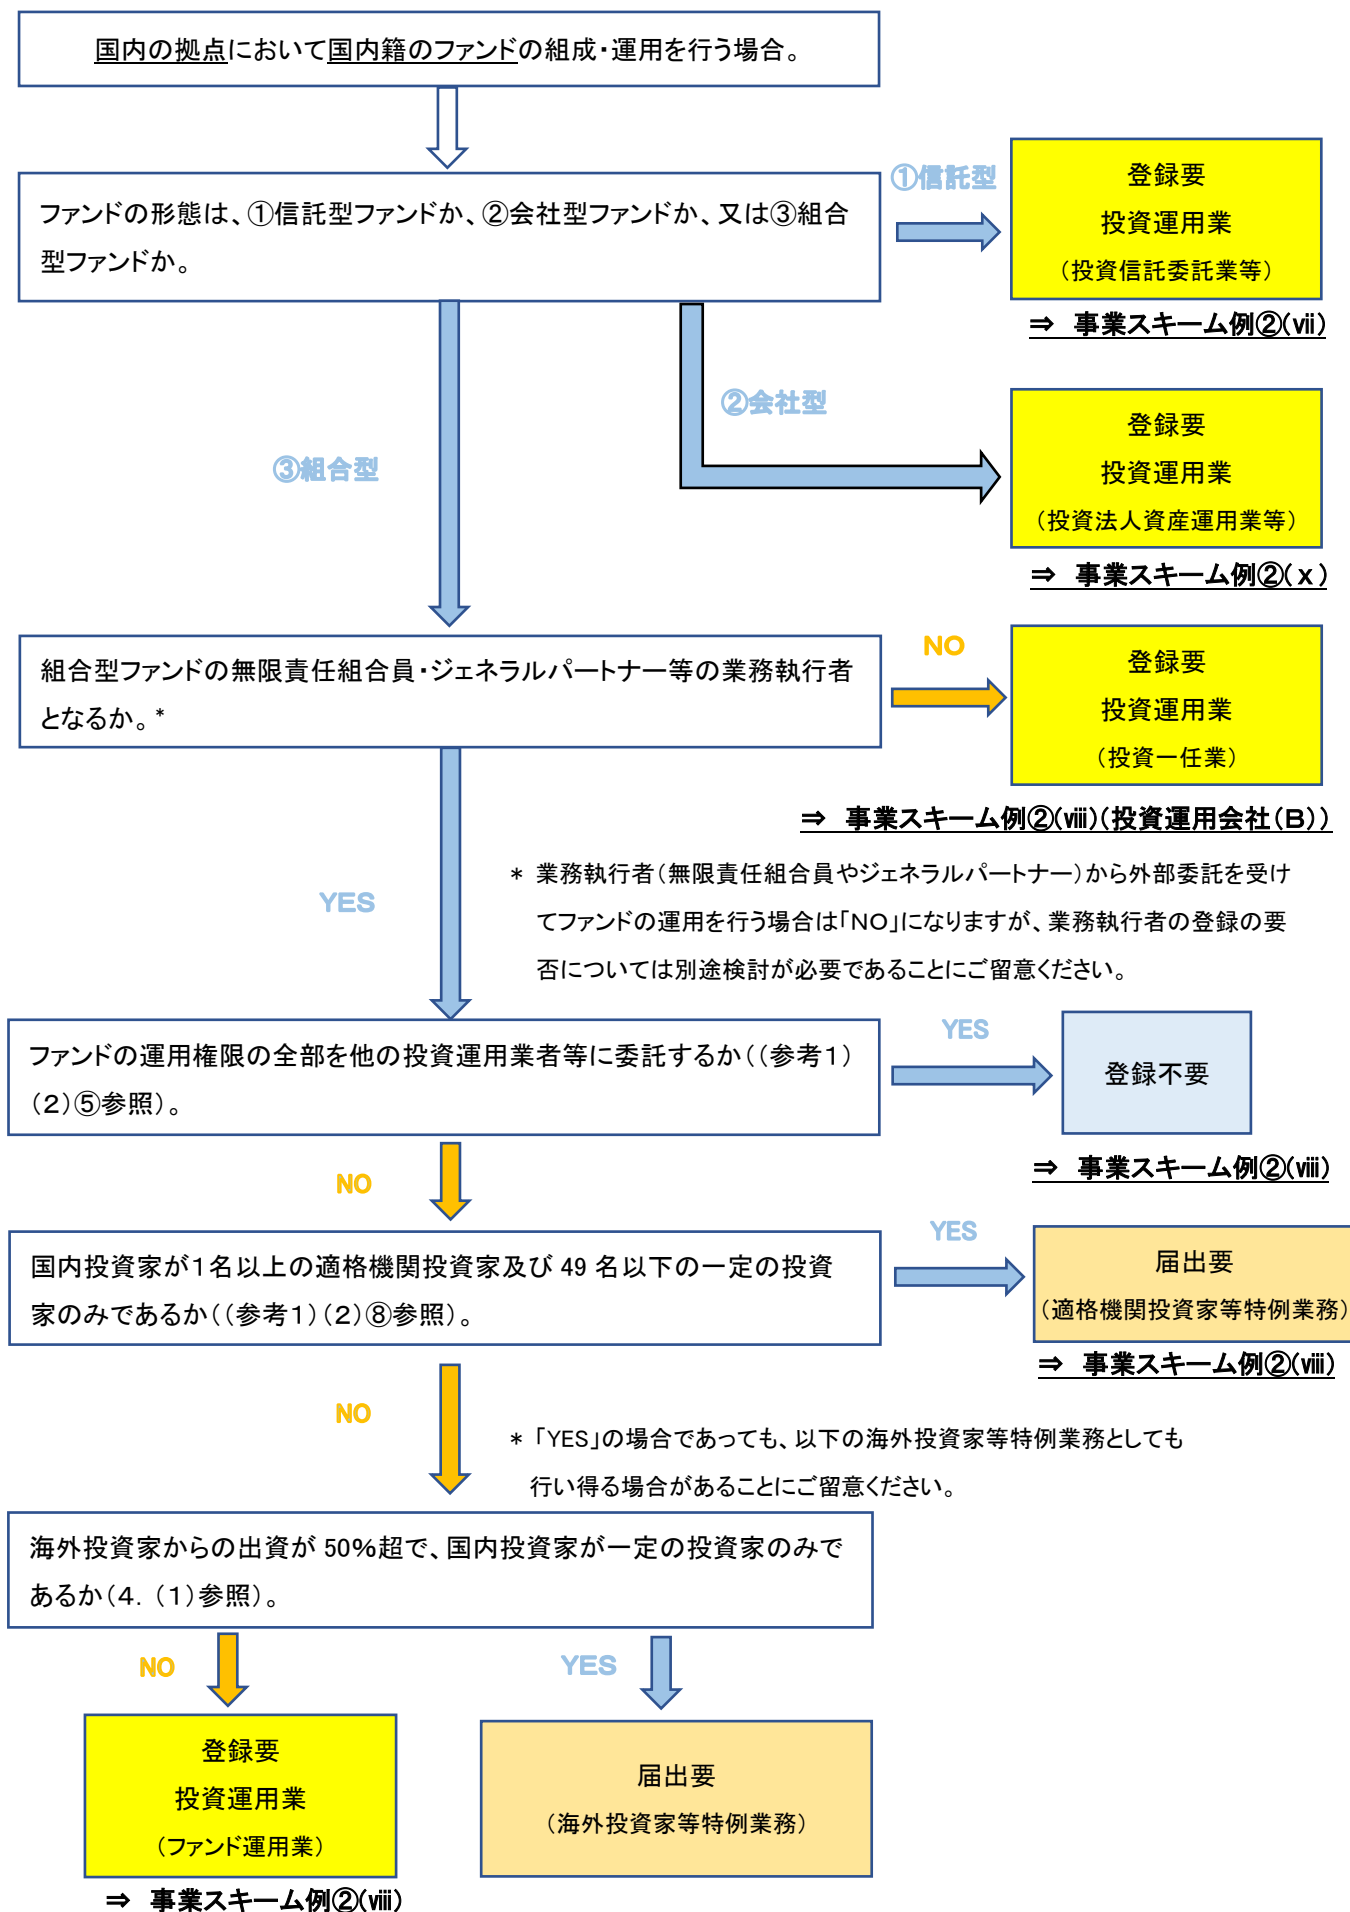 国内の拠点において国内籍のファンドの組成・運用を行う場合。
ファンドの形態は、①信託型ファンドか、②会社型ファンドか、又は③組合
型ファンドか。
①信託型
登録要
投資運用業
（投資信託委託業等）
⇒ 事業スキーム例②(ⅶ)
②会社型
登録要
投資運用業
（投資法人資産運用業等）
⇒ 事業スキーム例②(ⅹ)
③組合型
組合型ファンドの無限責任組合員・ジェネラルパートナー等の業務執行者
となるか。*
NO
登録要
投資運用業
（投資一任業）
⇒ 事業スキーム例②(ⅷ)(投資運用会社(B))
YES
* 業務執行者（無限責任組合員やジェネラルパートナー）から外部委託を受け
てファンドの運用を行う場合は「NO」になりますが、業務執行者の登録の要
否については別途検討が必要であることにご留意ください。
ファンドの運用権限の全部を他の投資運用業者等に委託するか（（参考１）
（２）⑤参照）。
YES
登録不要
⇒ 事業スキーム例②(ⅷ)
NO
国内投資家が１名以上の適格機関投資家及び 49 名以下の一定の投資
家のみであるか（（参考１）（２）⑧参照）。
YES
届出要
（適格機関投資家等特例業務）
⇒ 事業スキーム例②(ⅷ)
NO
* 「YES」の場合であっても、以下の海外投資家等特例業務としても
行い得る場合があることにご留意ください。
海外投資家からの出資が 50％超で、国内投資家が一定の投資家のみで
あるか（４．（１）参照）。
NO
YES
登録要
投資運用業
（ファンド運用業）
⇒ 事業スキーム例②(ⅷ)
届出要
（海外投資家等特例業務）